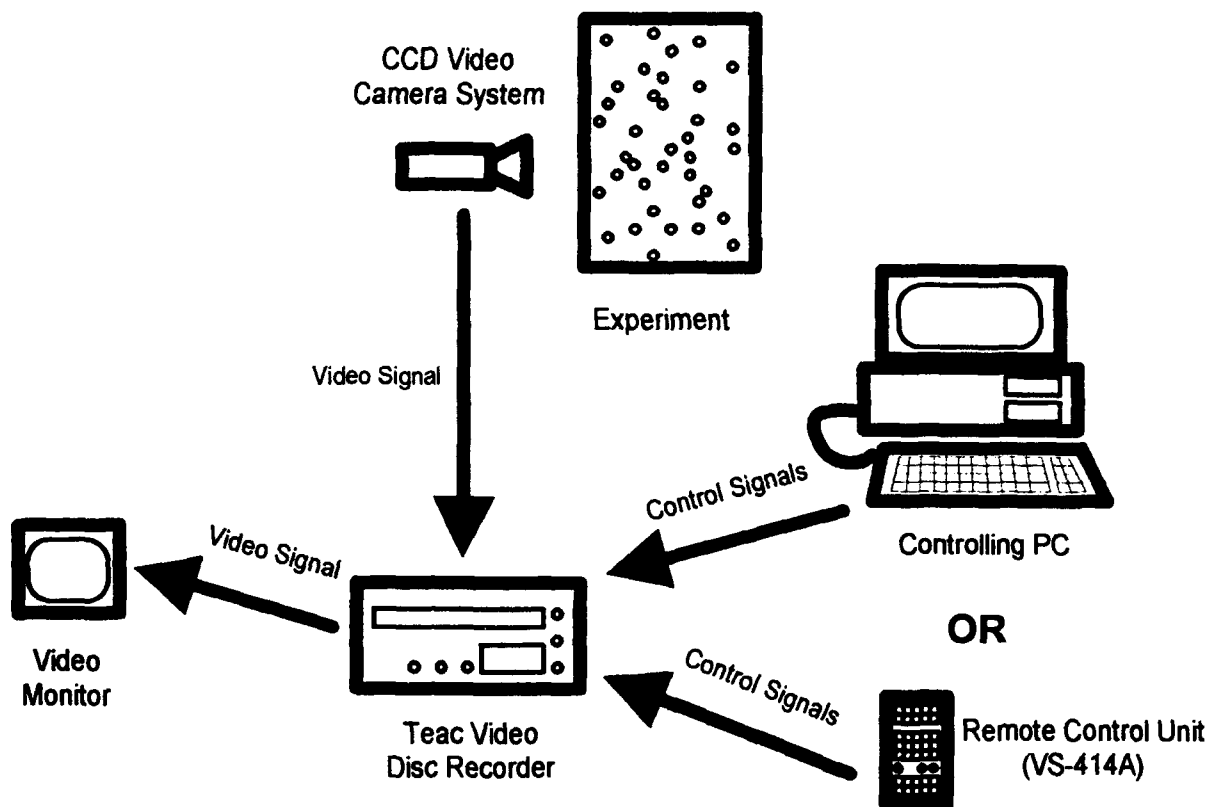 CCD Video
Camera System
Experiment
Video Signal
Control Signals
Controlling PC
Video Signal
OR
Video
Monitor
Control Signals
Teac Video
Disc Recorder
Remote Control Unit
(VS-414A)